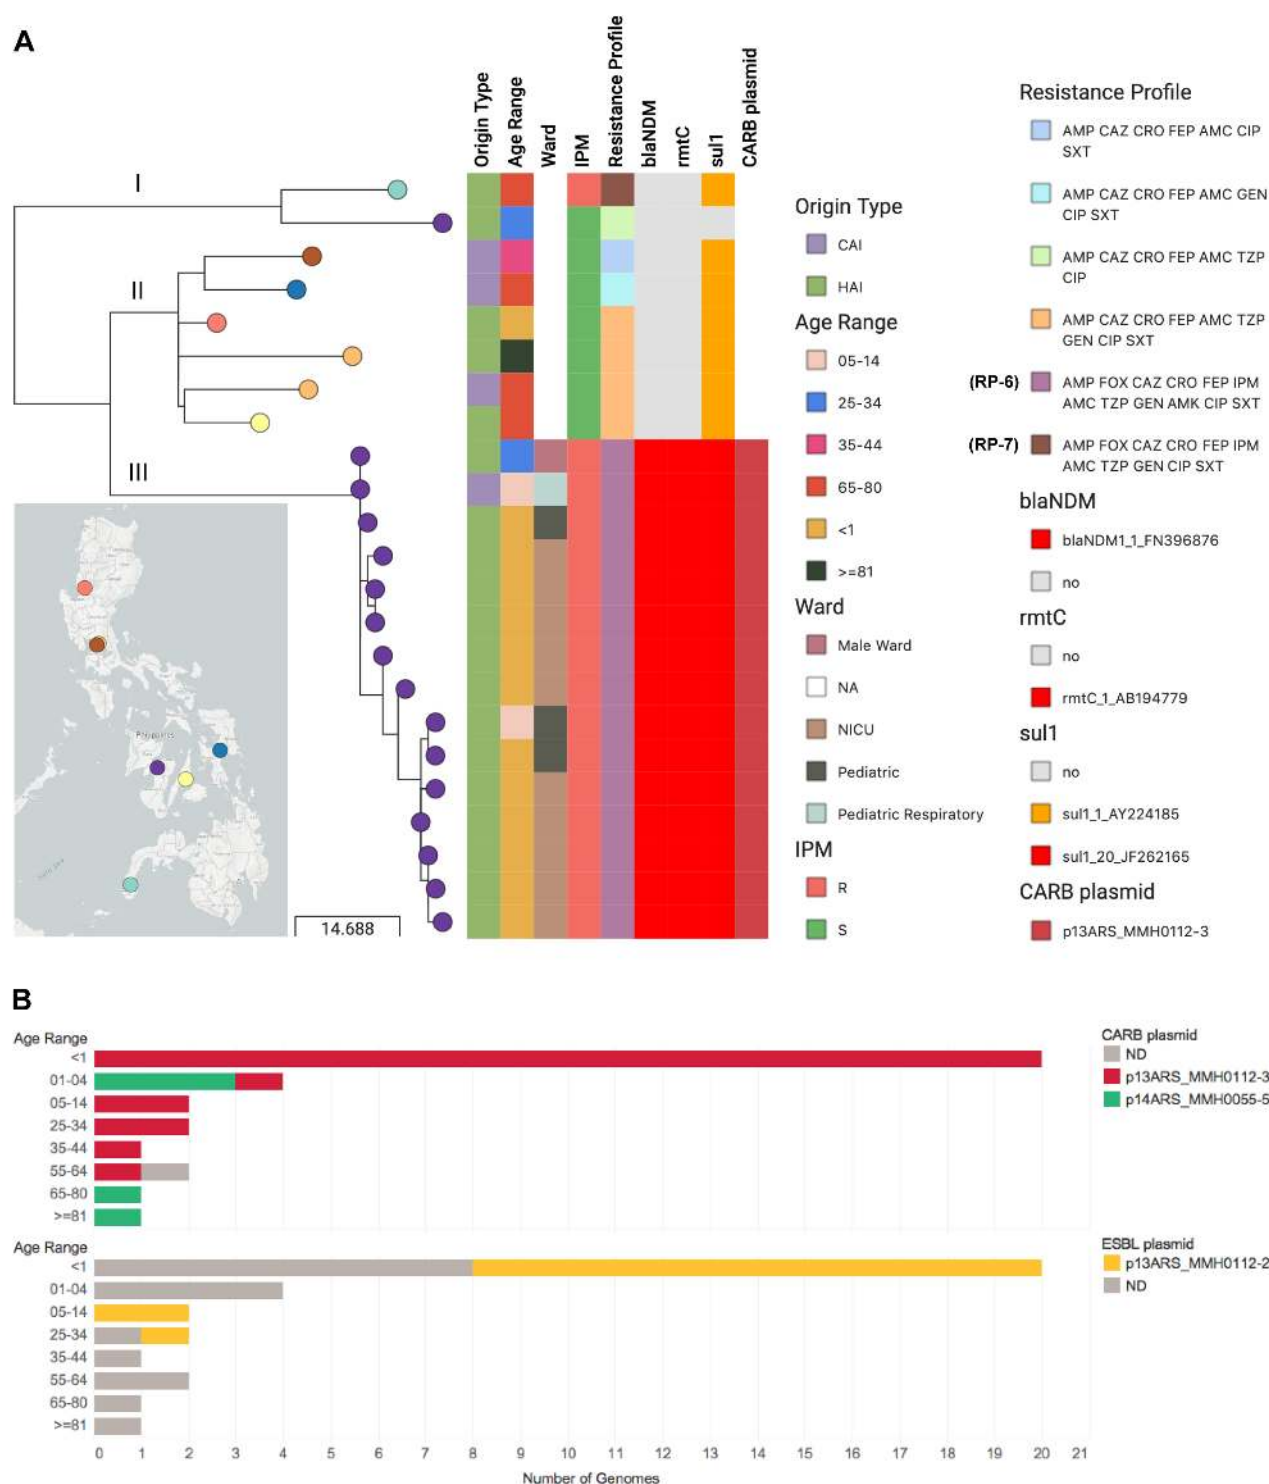 A
Origin Type
Age Range
Ward
IPM
Resistance Profile
blaNDM
rmtC
sul1
CARB plasmid
I
II
III
Philippines
14.688
Origin Type
CAI
HAI
Age Range
05-14
25-34
35-44
65-80
<1
>=81
Ward
Male Ward
NA
NICU
Pediatric
Pediatric Respiratory
IPM
R
S
Resistance Profile
AMP CAZ CRO FEP AMC CIP
SXT
AMP CAZ CRO FEP AMC GEN
CIP SXT
AMP CAZ CRO FEP AMC TZP
CIP
AMP CAZ CRO FEP AMC TZP
GEN CIP SXT
(RP-6)
AMP FOX CAZ CRO FEP IPM
AMC TZP GEN AMK CIP SXT
(RP-7)
AMP FOX CAZ CRO FEP IPM
AMC TZP GEN CIP SXT
blaNDM
blaNDM1_1_FN396876
no
rmtC
no
rmtC_1_AB194779
sul1
no
sul1_1_AY224185
sul1_20_JF262165
CARB plasmid
p13ARS_MMH0112-3
B
Age Range
<1
01-04
05-14
25-34
35-44
55-64
65-80
>=81
CARB plasmid
ND
p13ARS_MMH0112-3
p14ARS_MMH0055-5
Age Range
<1
01-04
05-14
25-34
35-44
55-64
65-80
>=81
ESBL plasmid
p13ARS_MMH0112-2
ND
0 1 2 3 4 5 6 7 8 9 10 11 12 13 14 15 16 17 18 19 20 21
Number of Genomes